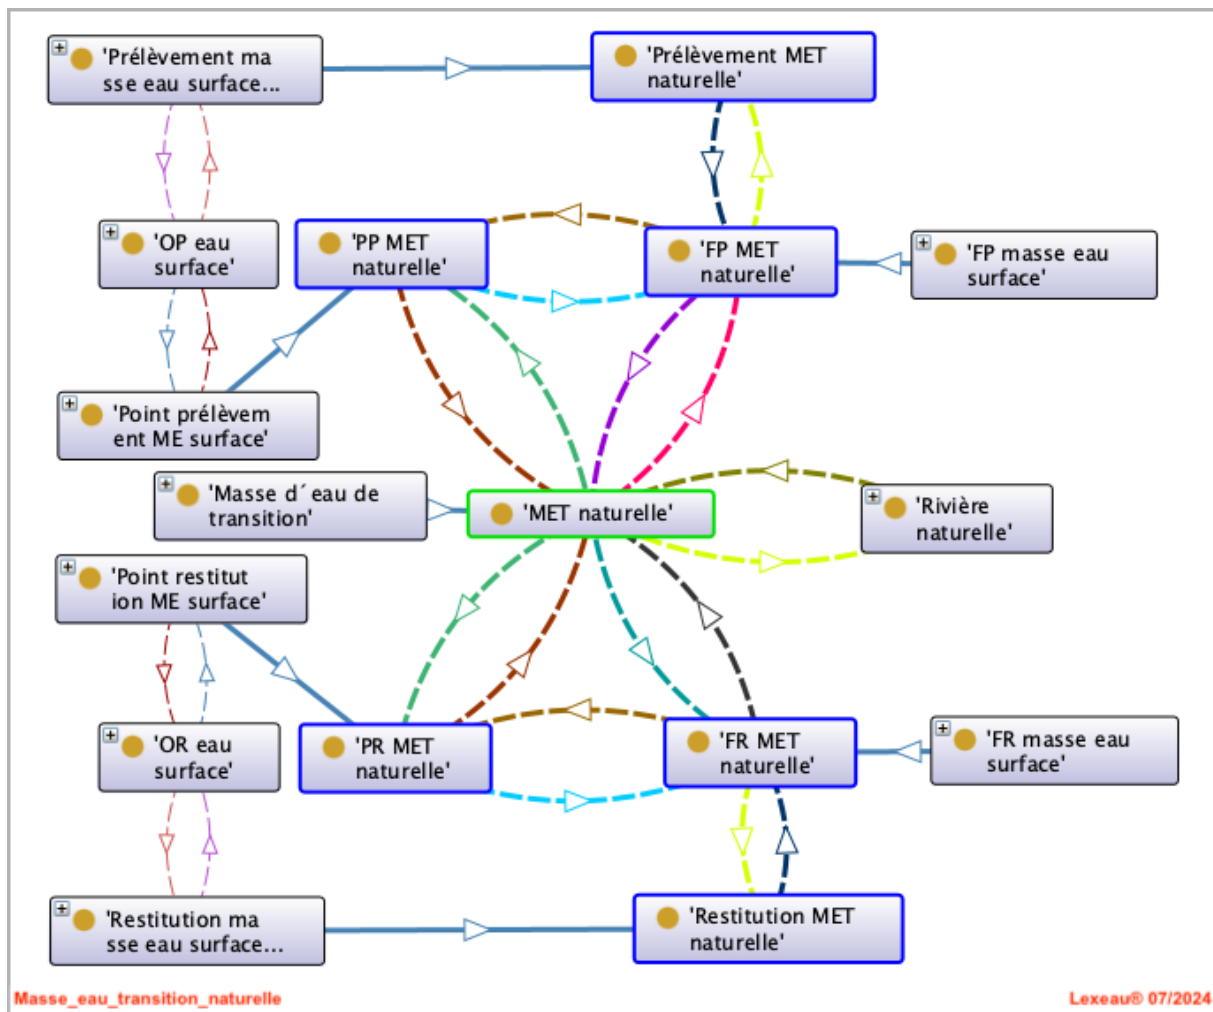 'Prélèvement ma
sse eau surface...
'Prélèvement MET
naturelle'
'OP eau
surface'
'PP MET
naturelle'
'FP MET
naturelle'
'FP masse eau
surface'
'Point prélèvem
ent ME surface'
'Masse d´eau de
transition'
'MET naturelle'
'Rivière
naturelle'
'Point restitut
ion ME surface'
'OR eau
surface'
'PR MET
naturelle'
'FR MET
naturelle'
'FR masse eau
surface'
'Restitution ma
sse eau surface...
'Restitution MET
naturelle'
Masse_eau_transition_naturelle
Lexeau® 07/2024